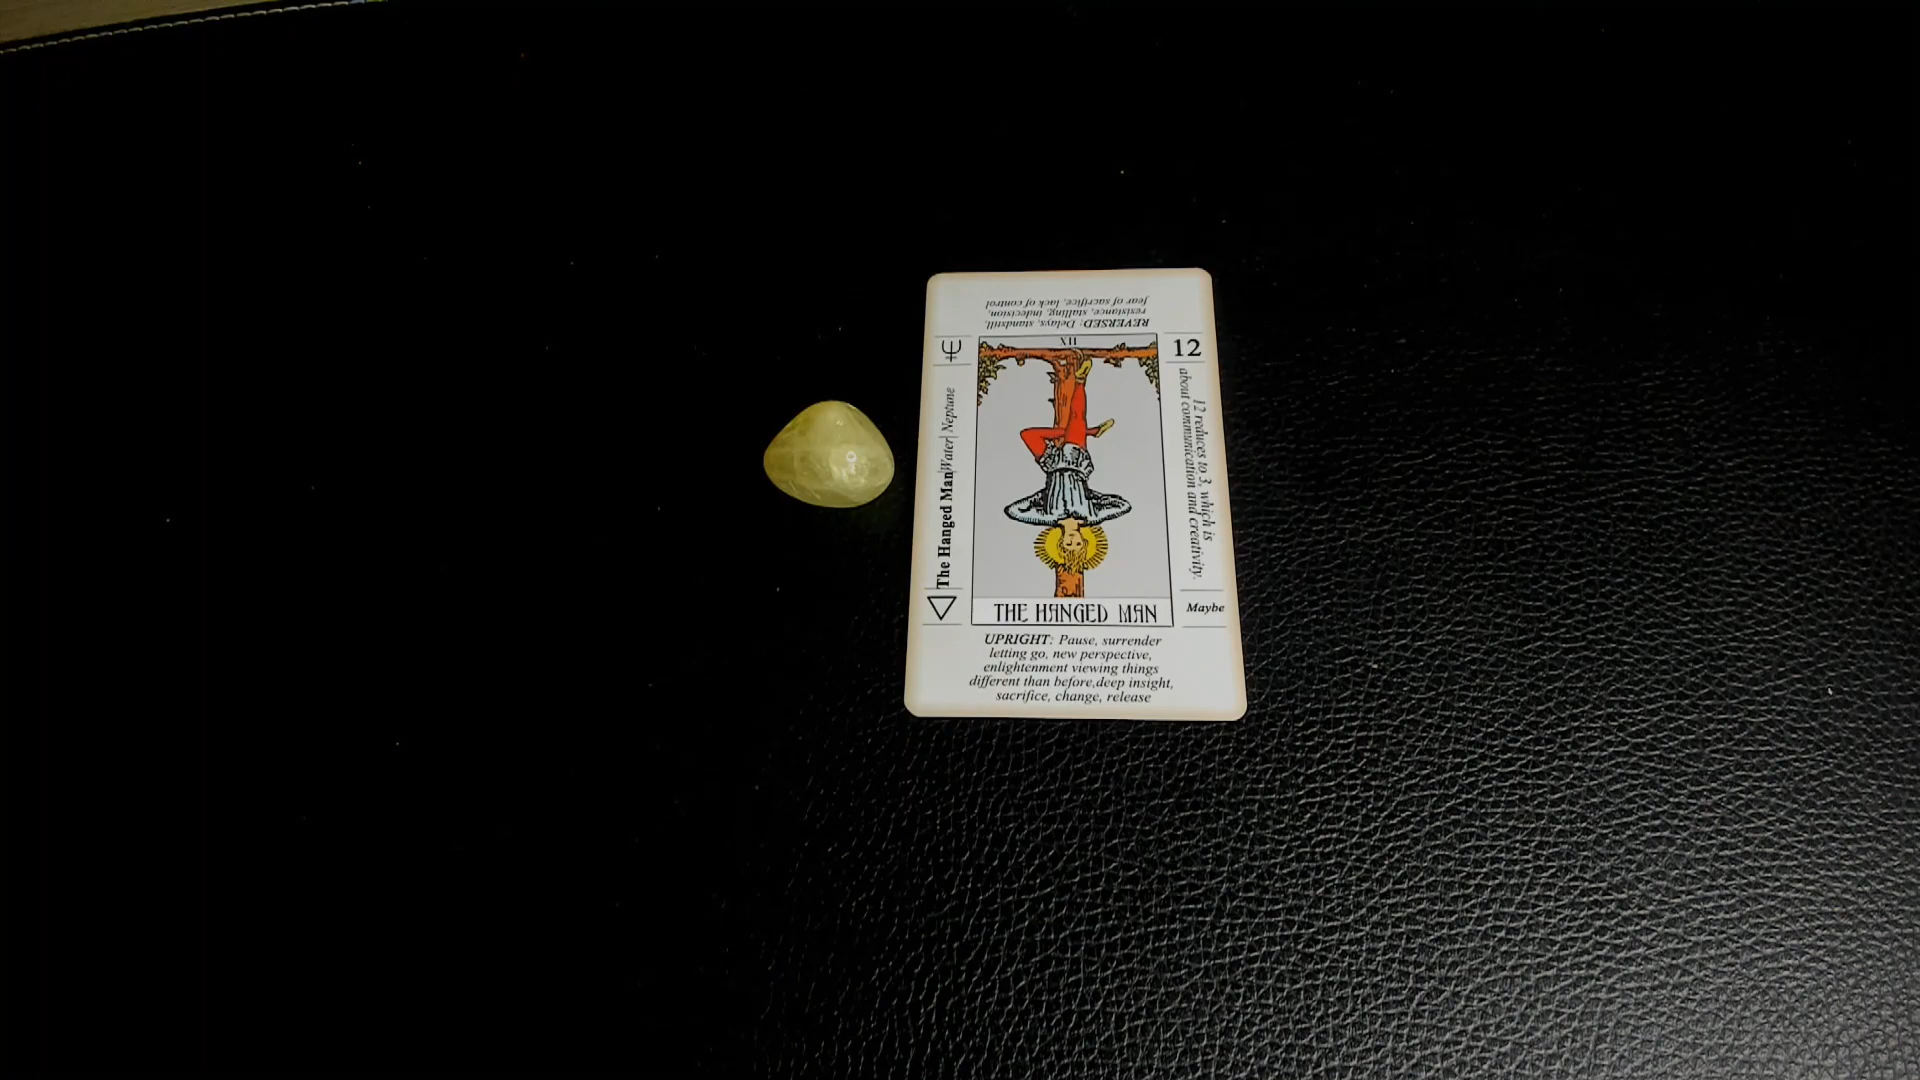 REVERSED: Delays, standstill,
resistance, stalling, indecision,
fear of sacrifice, lack of control
XII
12
The Hanged Man|Water|Neptune
12 reduces to 3, which is
about communication and creativity.
THE HANGED MAN
Maybe
UPRIGHT: Pause, surrender
letting go, new perspective,
enlightenment viewing things
different than before,deep insight,
sacrifice, change, release